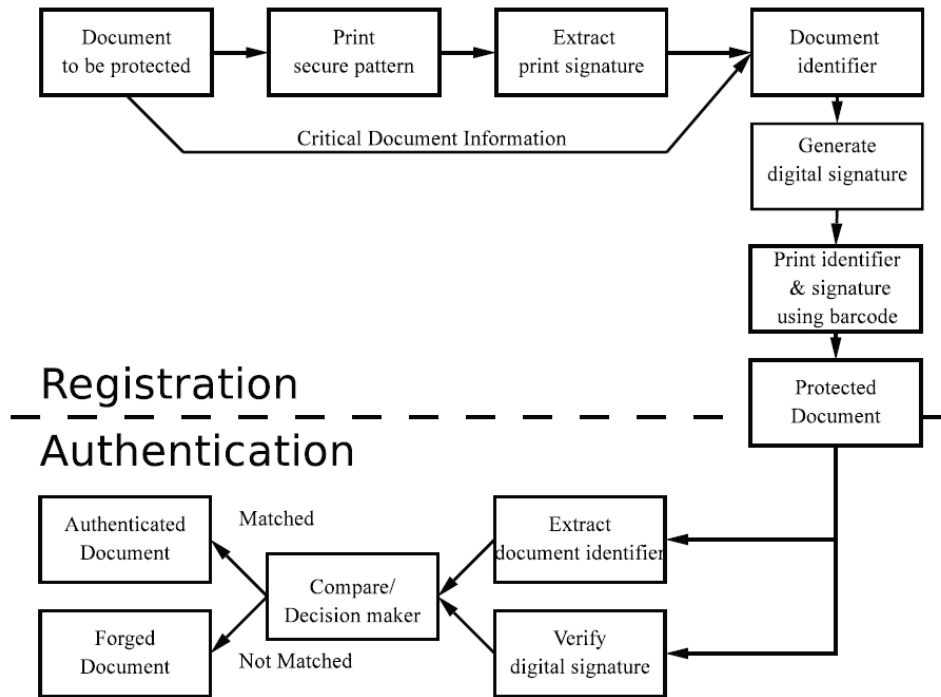 Document
to be protected
Print
secure pattern
Extract
print signature
Document
identifier
Critical Document Information
Generate
digital signature
Print identifier
& signature
using barcode
Registration
Protected
Document
Authentication
Authenticated
Document
Matched
Extract
document identifier
Compare/
Decision maker
Forged
Document
Not Matched
Verify
digital signature